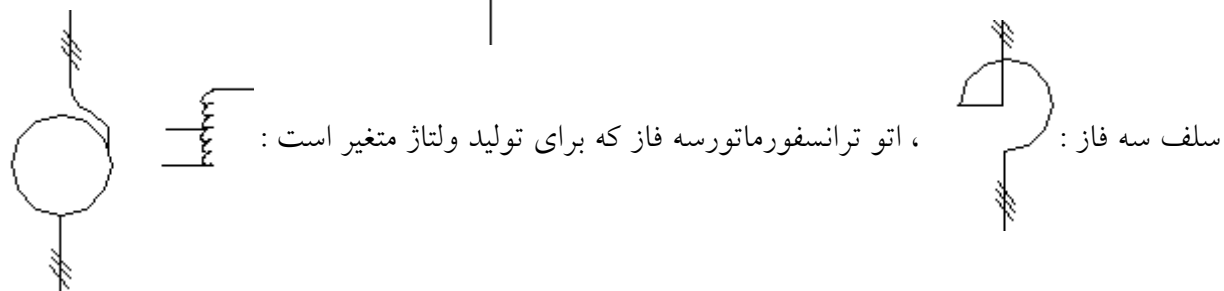 سلف سه فاز : ، اتو ترانسفورماتورسه فاز که برای تولید ولتاژ متغیر است :